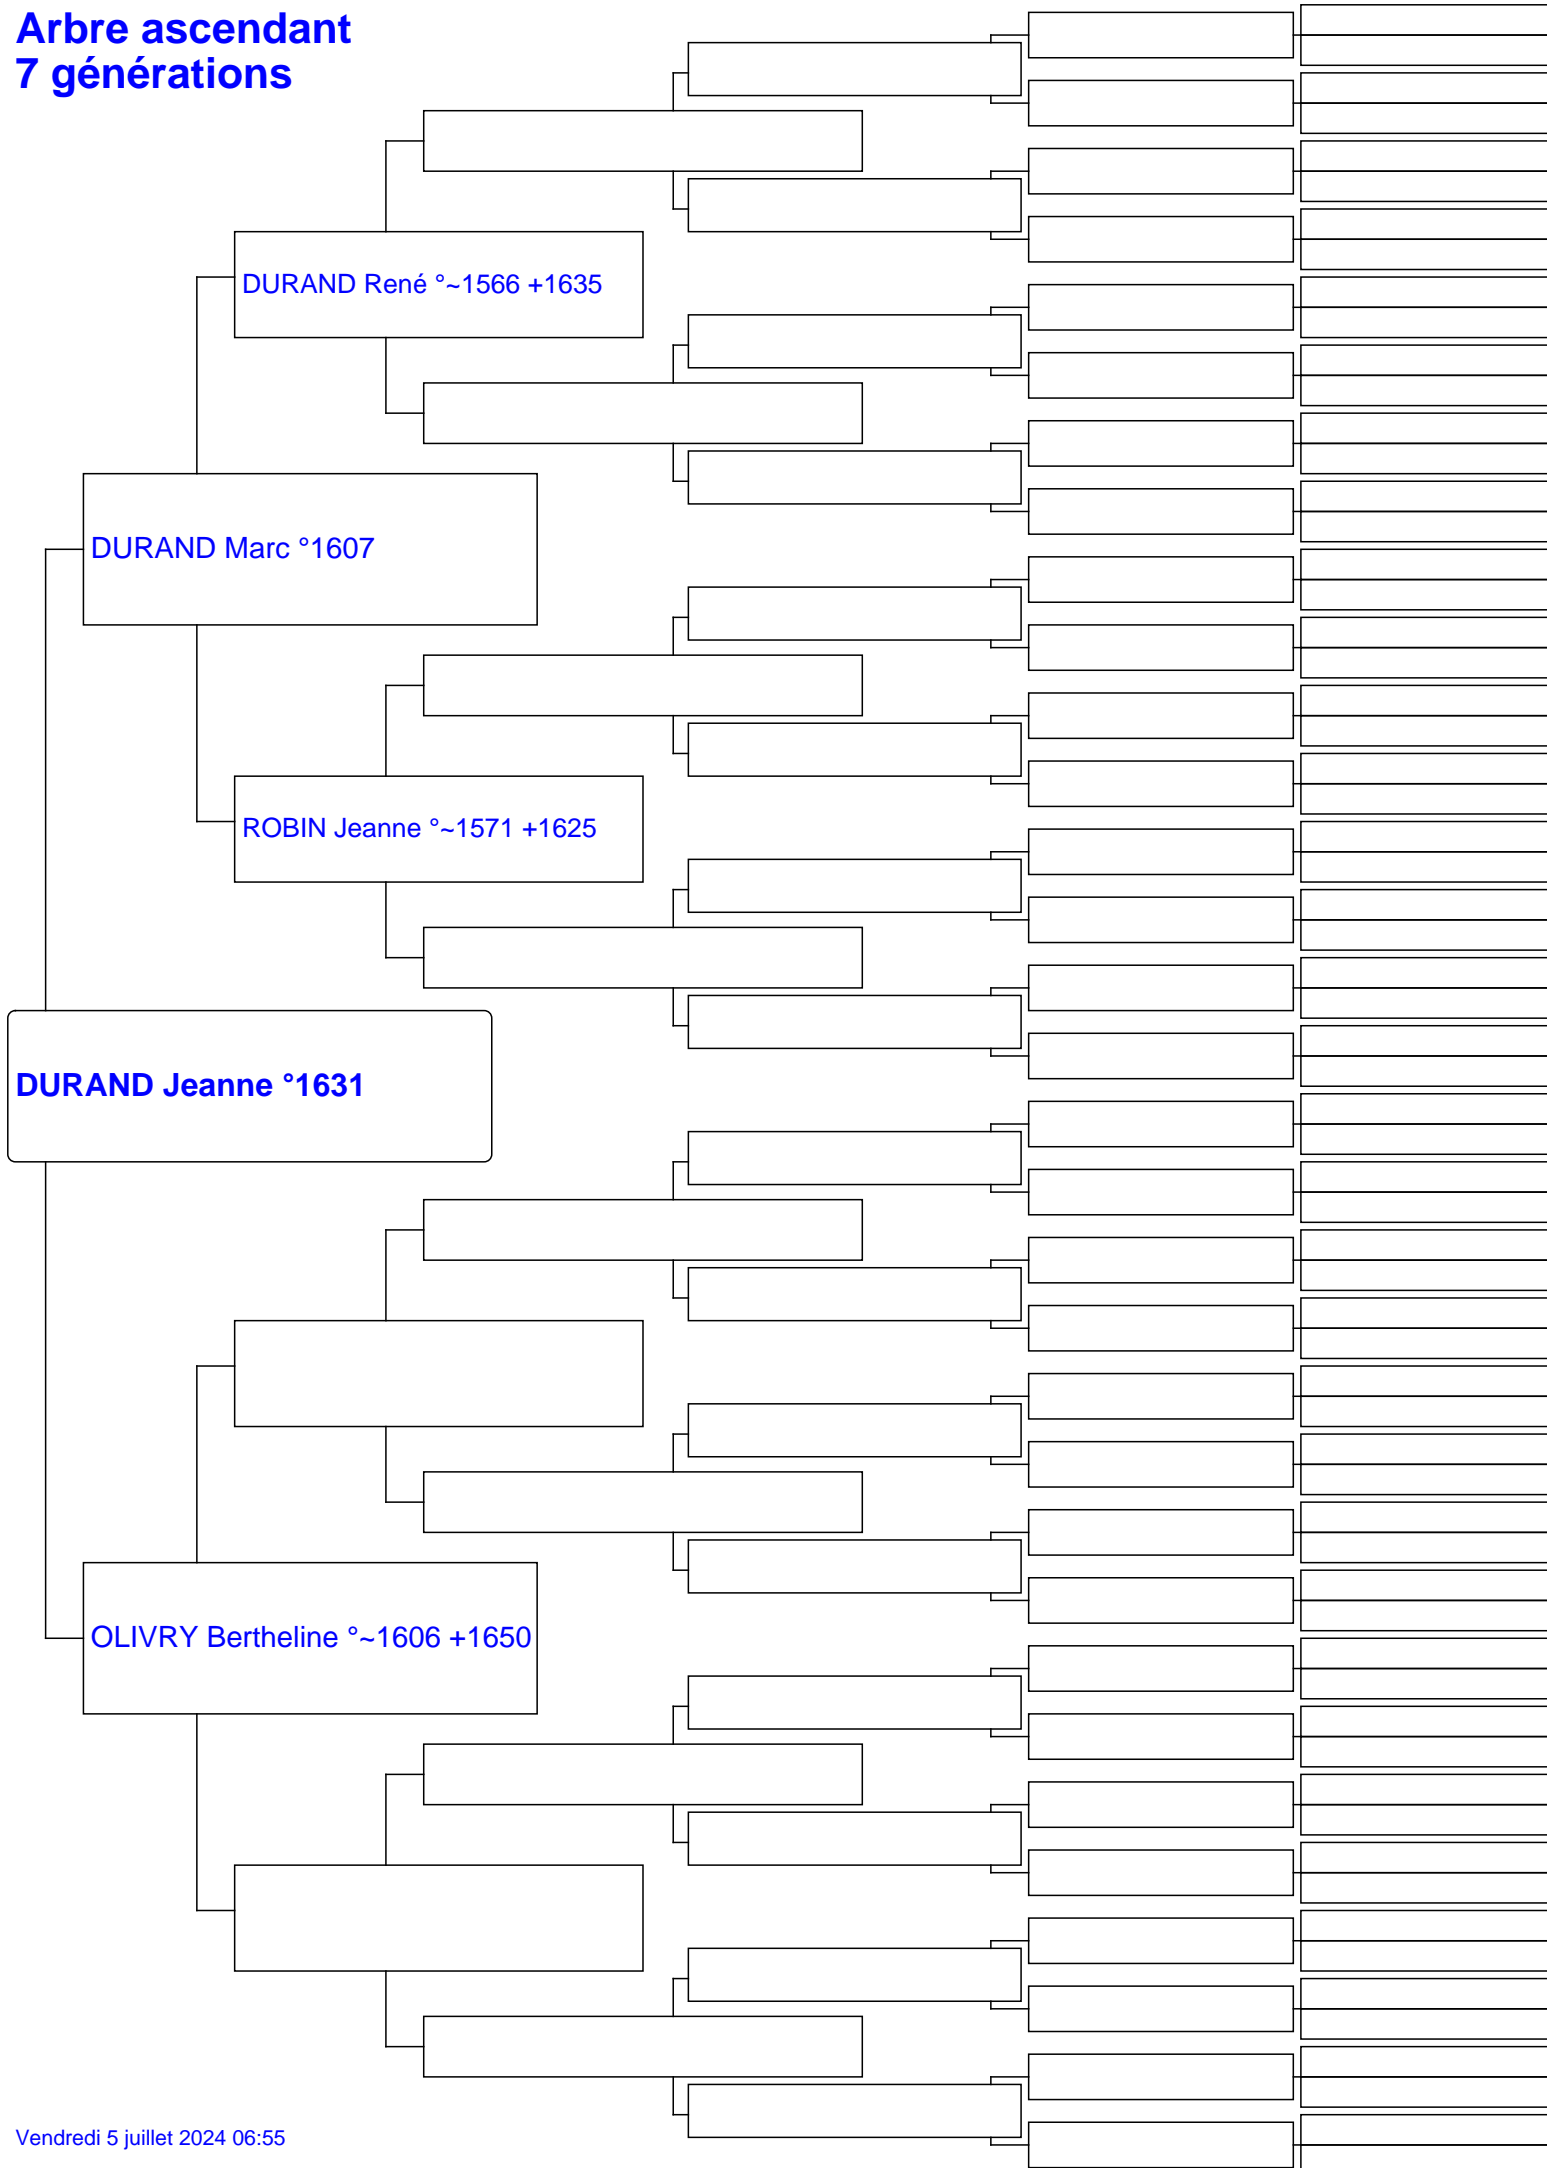 Arbre ascendant
7 générations
DURAND René °~1566 +1635
DURAND Marc °1607
ROBIN Jeanne °~1571 +1625
DURAND Jeanne °1631
OLIVRY Bertheline °~1606 +1650
Vendredi 5 juillet 2024 06:55